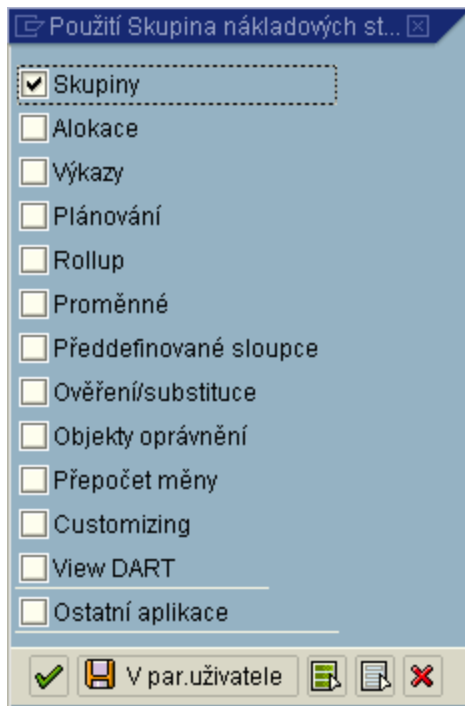 Použití Skupina nákladových st...
Skupiny
Alokace
Výkazy
Plánování
Rollup
Proměnné
Předdefinované sloupce
Ověření/substituce
Objekty oprávnění
Přepočet měny
Customizing
View DART
Ostatní aplikace
V par.uživatele